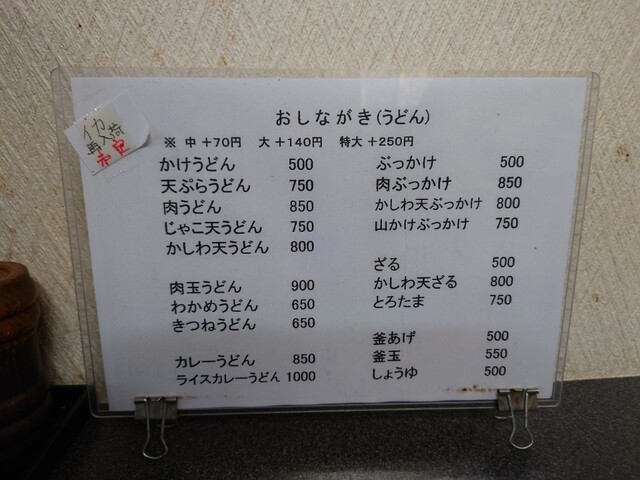 イカ
再入荷
未定
おしながき(うどん)
※ 中 +70円 大 +140円 特大 +250円
かけうどん 500
天ぷらうどん 750
肉うどん 850
じゃこ天うどん 750
かしわ天うどん 800
肉玉うどん 900
わかめうどん 650
きつねうどん 650
カレーうどん 850
ライスカレーうどん 1000
ぶっかけ 500
肉ぶっかけ 850
かしわ天ぶっかけ 800
山かけぶっかけ 750
ざる 500
かしわ天ざる 800
とろたま 750
釜あげ 500
釜玉 550
しょうゆ 500